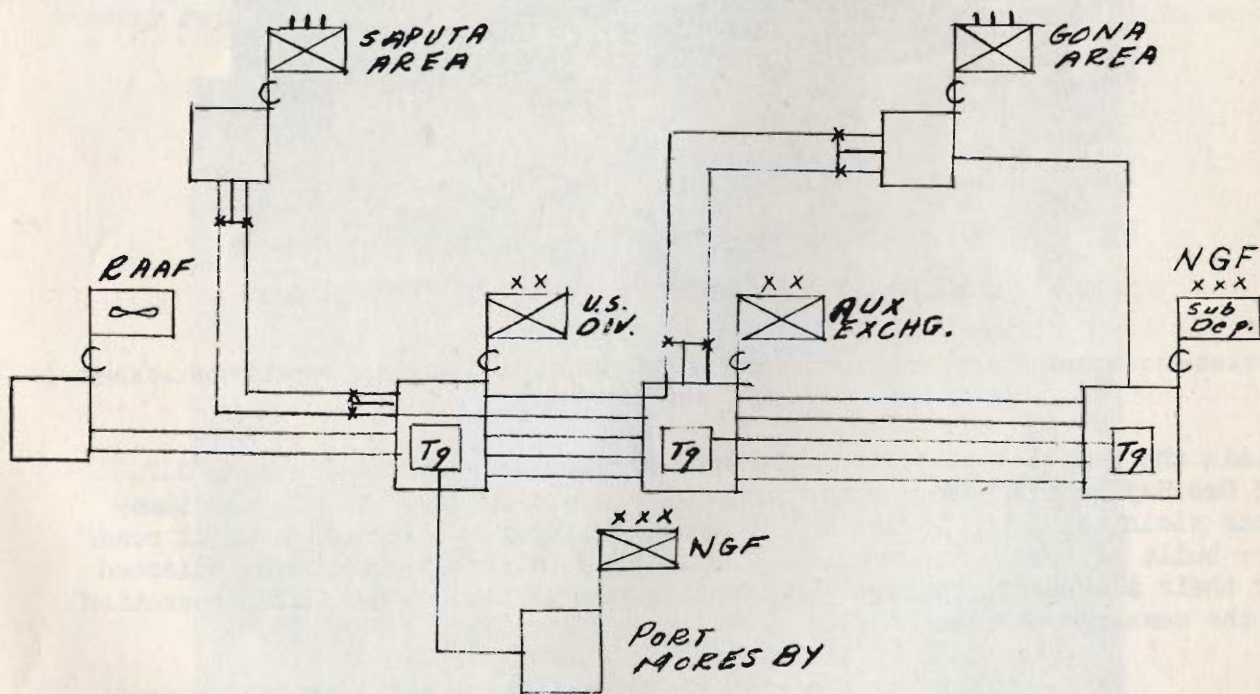 SAPUTA
AREA
GONA
AREA
RAAF
x x
U.S.
DIV.
x x
AUX
EXCHG.
NGF
x x x
Sub
Dep.
Tg
Tg
Tg
x x x
NGF
PORT
MORESBY